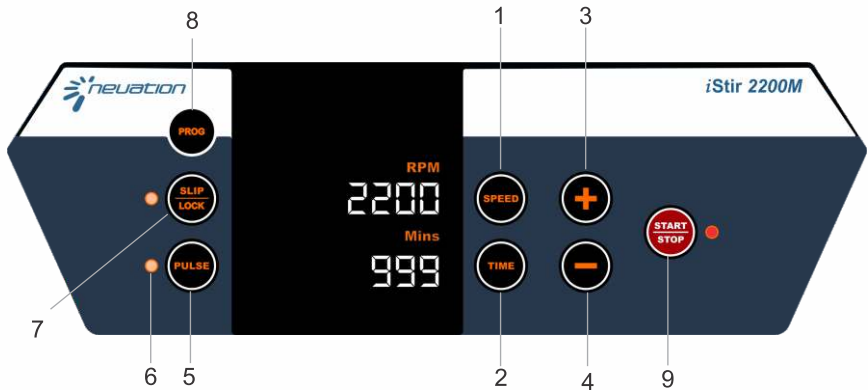 8
1
3
neuation
iStir 2200M
PROG
RPM
SLIP
LOCK
2200
SPEED
+
START
STOP
Mins
PULSE
999
TIME
−
7
6
5
2
4
9